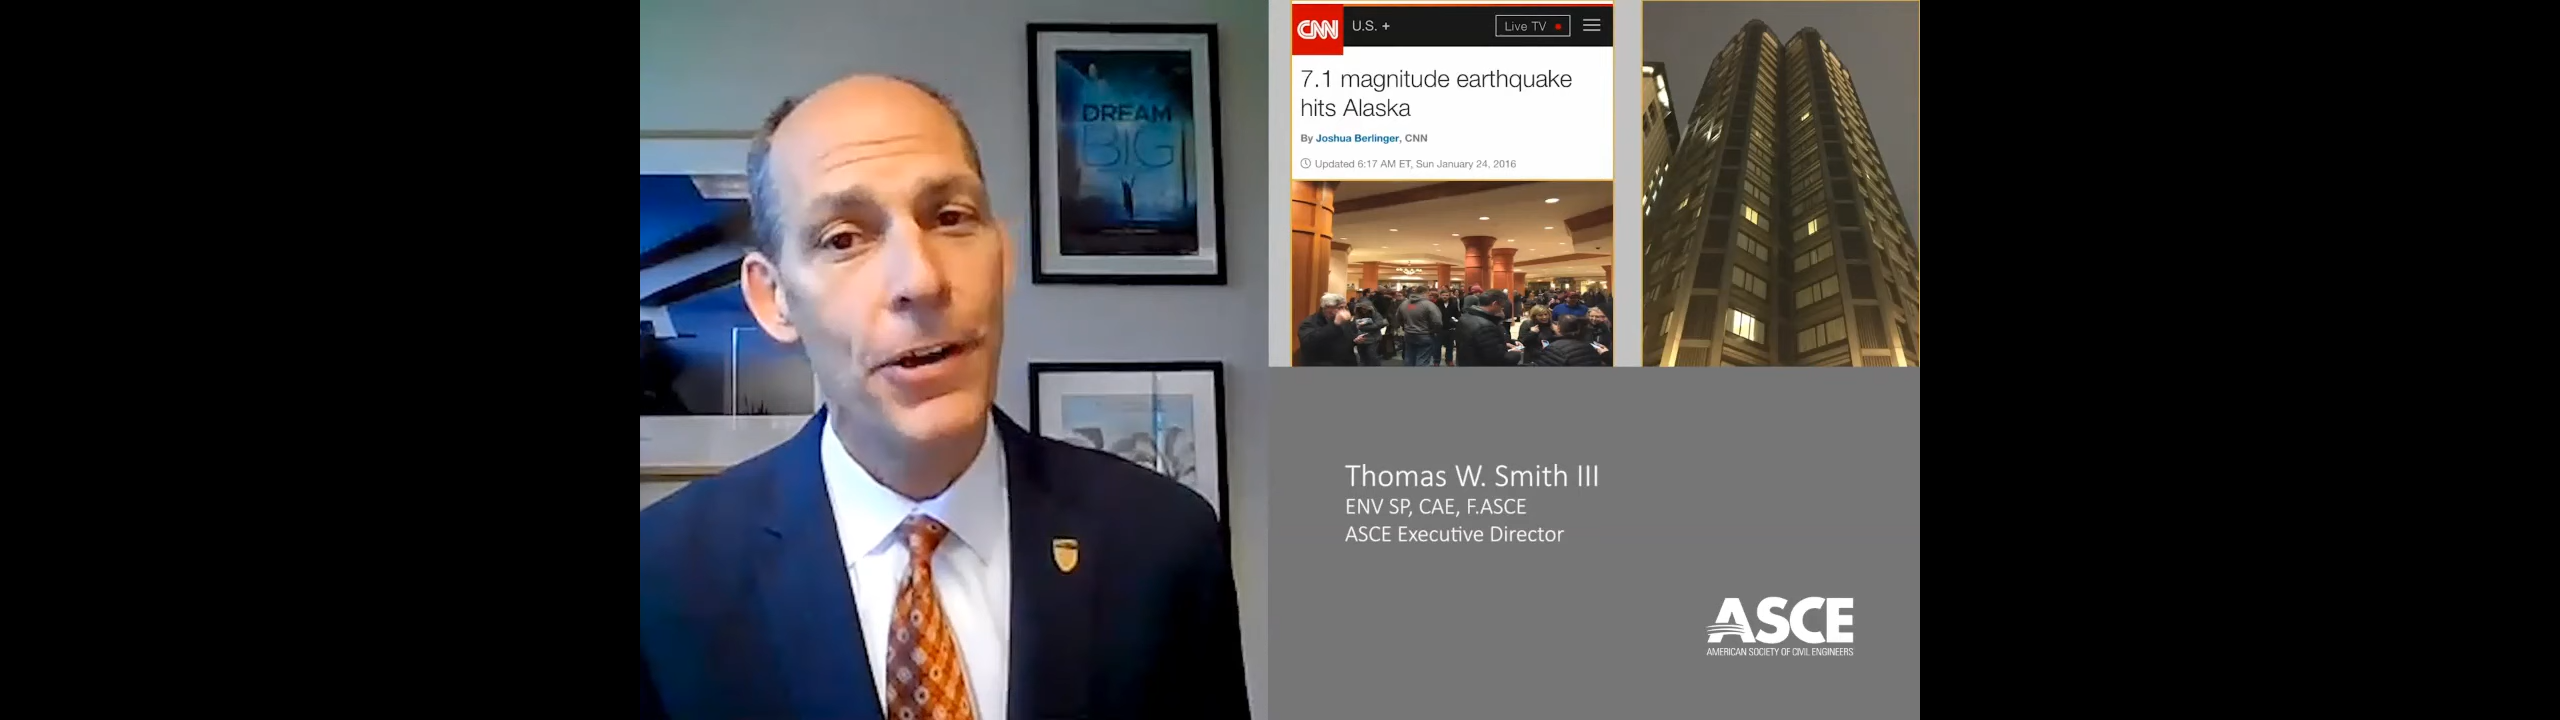 DREAM
BIG
CNN
U.S. +
Live TV
7.1 magnitude earthquake
hits Alaska
By Joshua Berlinger, CNN
Updated 6:17 AM ET, Sun January 24, 2016
Thomas W. Smith III
ENV SP, CAE, F.ASCE
ASCE Executive Director
ASCE
AMERICAN SOCIETY OF CIVIL ENGINEERS